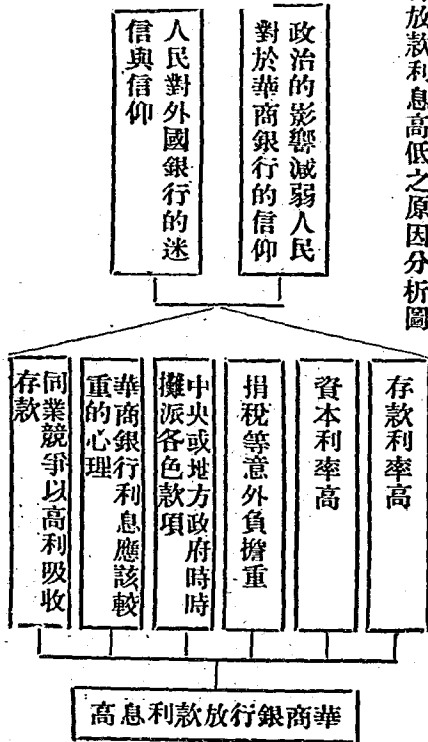 放款利息高低之原因分析圖
政治的影響減弱人民
對於華商銀行的信仰
人民對外國銀行的迷
信與信仰
存款利率高
資本利率高
捐稅等意外負擔重
中央或地方政府時時
攤派各色款項
華商銀行利息應該較
重的心理
同業競爭以高利吸收
存款
高息利款放行銀商華